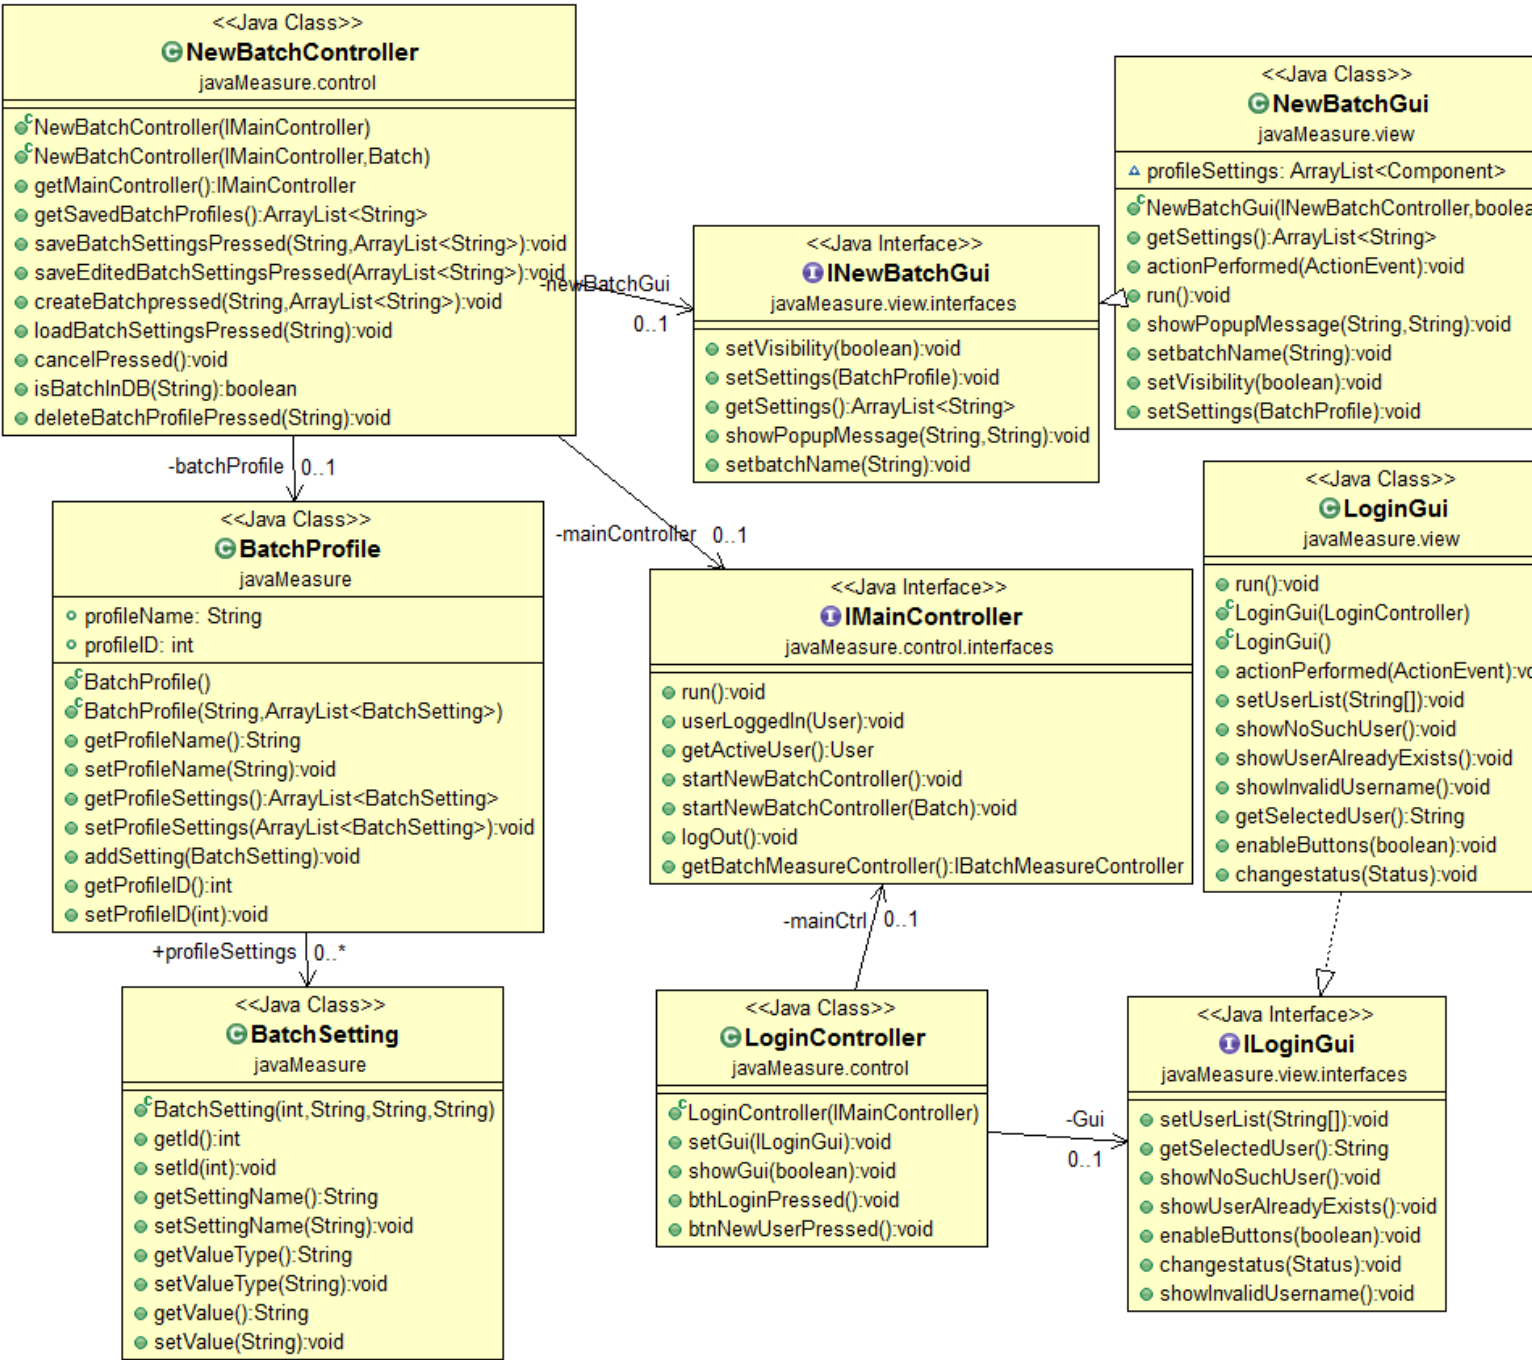 <<Java Class>>
NewBatchController
javaMeasure.control
NewBatchController(IMainController)
NewBatchController(IMainController,Batch)
getMainController():IMainController
getSavedBatchProfiles():ArrayList<String>
saveBatchSettingsPressed(String,ArrayList<String>):void
saveEditedBatchSettingsPressed(ArrayList<String>):void
createBatchpressed(String,ArrayList<String>):void
loadBatchSettingsPressed(String):void
cancelPressed():void
isBatchInDB(String):boolean
deleteBatchProfilePressed(String):void
-newBatchGui
0..1
<<Java Interface>>
INewBatchGui
javaMeasure.view.interfaces
setVisibility(boolean):void
setSettings(BatchProfile):void
getSettings():ArrayList<String>
showPopupMessage(String,String):void
setbatchName(String):void
<<Java Class>>
NewBatchGui
javaMeasure.view
profileSettings: ArrayList<Component>
NewBatchGui(INewBatchController,boolea
getSettings():ArrayList<String>
actionPerformed(ActionEvent):void
run():void
showPopupMessage(String,String):void
setbatchName(String):void
setVisibility(boolean):void
setSettings(BatchProfile):void
-batchProfile
0..1
-mainController
0..1
<<Java Class>>
BatchProfile
javaMeasure
profileName: String
profileID: int
BatchProfile()
BatchProfile(String,ArrayList<BatchSetting>)
getProfileName():String
setProfileName(String):void
getProfileSettings():ArrayList<BatchSetting>
setProfileSettings(ArrayList<BatchSetting>):void
addSetting(BatchSetting):void
getProfileID():int
setProfileID(int):void
<<Java Interface>>
IMainController
javaMeasure.control.interfaces
run():void
userLoggedIn(User):void
getActiveUser():User
startNewBatchController():void
startNewBatchController(Batch):void
logOut():void
getBatchMeasureController():IBatchMeasureController
<<Java Class>>
LoginGui
javaMeasure.view
run():void
LoginGui(LoginController)
LoginGui()
actionPerformed(ActionEvent):vo
setUserList(String[]):void
showNoSuchUser():void
showUserAlreadyExists():void
showInvalidUsername():void
getSelectedUser():String
enableButtons(boolean):void
changestatus(Status):void
+profileSettings
0..*
-mainCtrl
0..1
<<Java Class>>
BatchSetting
javaMeasure
BatchSetting(int,String,String,String)
getId():int
setId(int):void
getSettingName():String
setSettingName(String):void
getValueType():String
setValueType(String):void
getValue():String
setValue(String):void
<<Java Class>>
LoginController
javaMeasure.control
LoginController(IMainController)
setGui(ILoginGui):void
showGui(boolean):void
bthLoginPressed():void
btnNewUserPressed():void
-Gui
0..1
<<Java Interface>>
ILoginGui
javaMeasure.view.interfaces
setUserList(String[]):void
getSelectedUser():String
showNoSuchUser():void
showUserAlreadyExists():void
enableButtons(boolean):void
changestatus(Status):void
showInvalidUsername():void